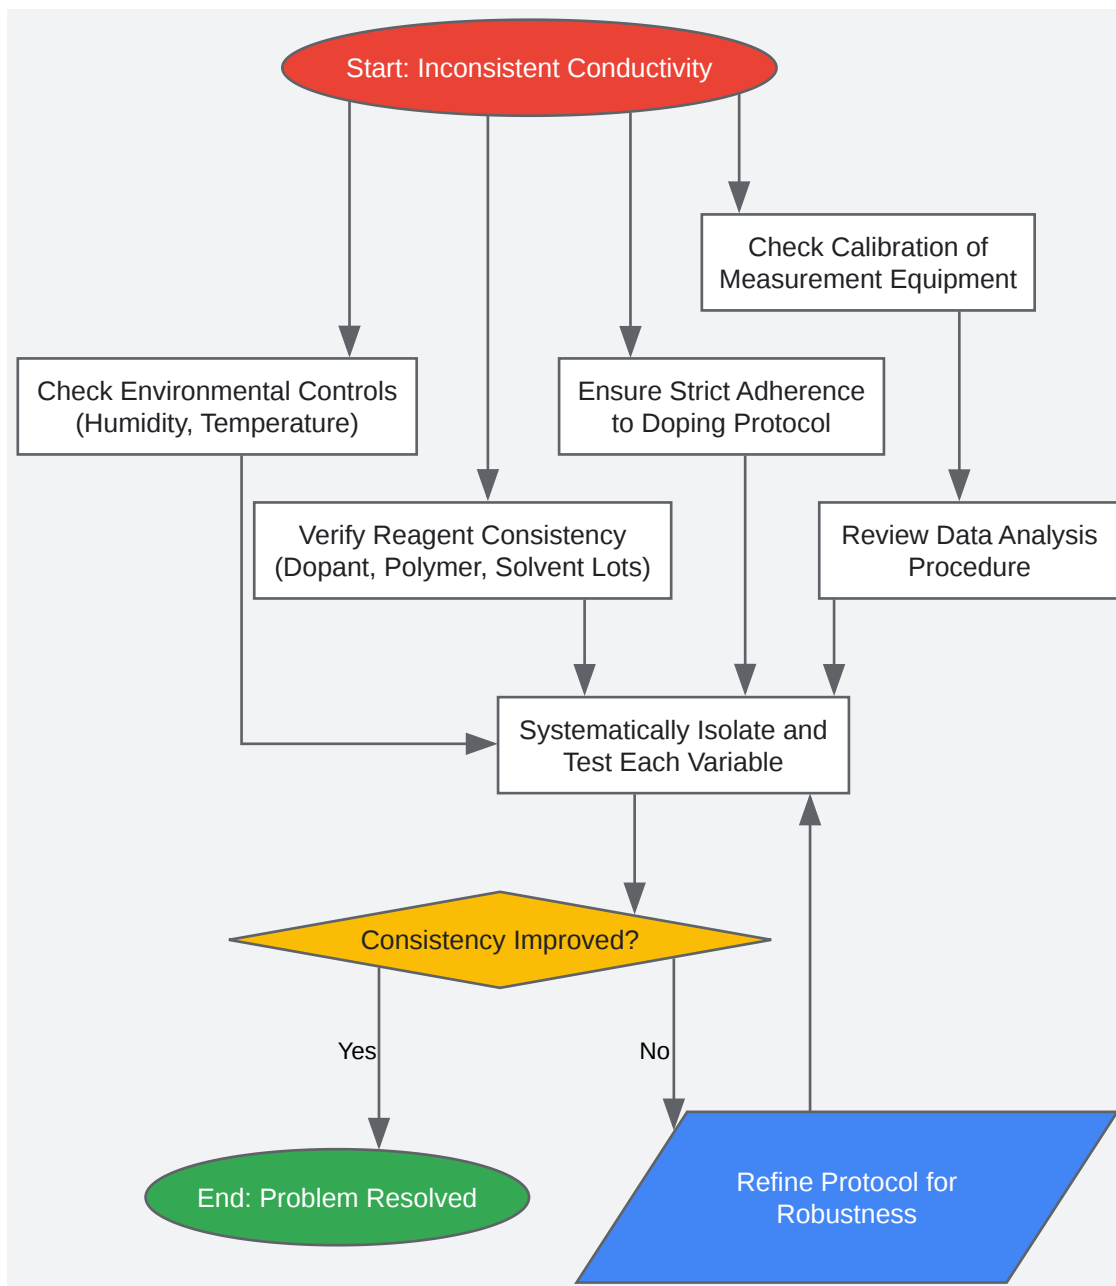 Start: Inconsistent Conductivity
Check Calibration of
Measurement Equipment
Check Environmental Controls
(Humidity, Temperature)
Ensure Strict Adherence
to Doping Protocol
Verify Reagent Consistency
(Dopant, Polymer, Solvent Lots)
Review Data Analysis
Procedure
Systematically Isolate and
Test Each Variable
Consistency Improved?
Yes
No
End: Problem Resolved
Refine Protocol for
Robustness